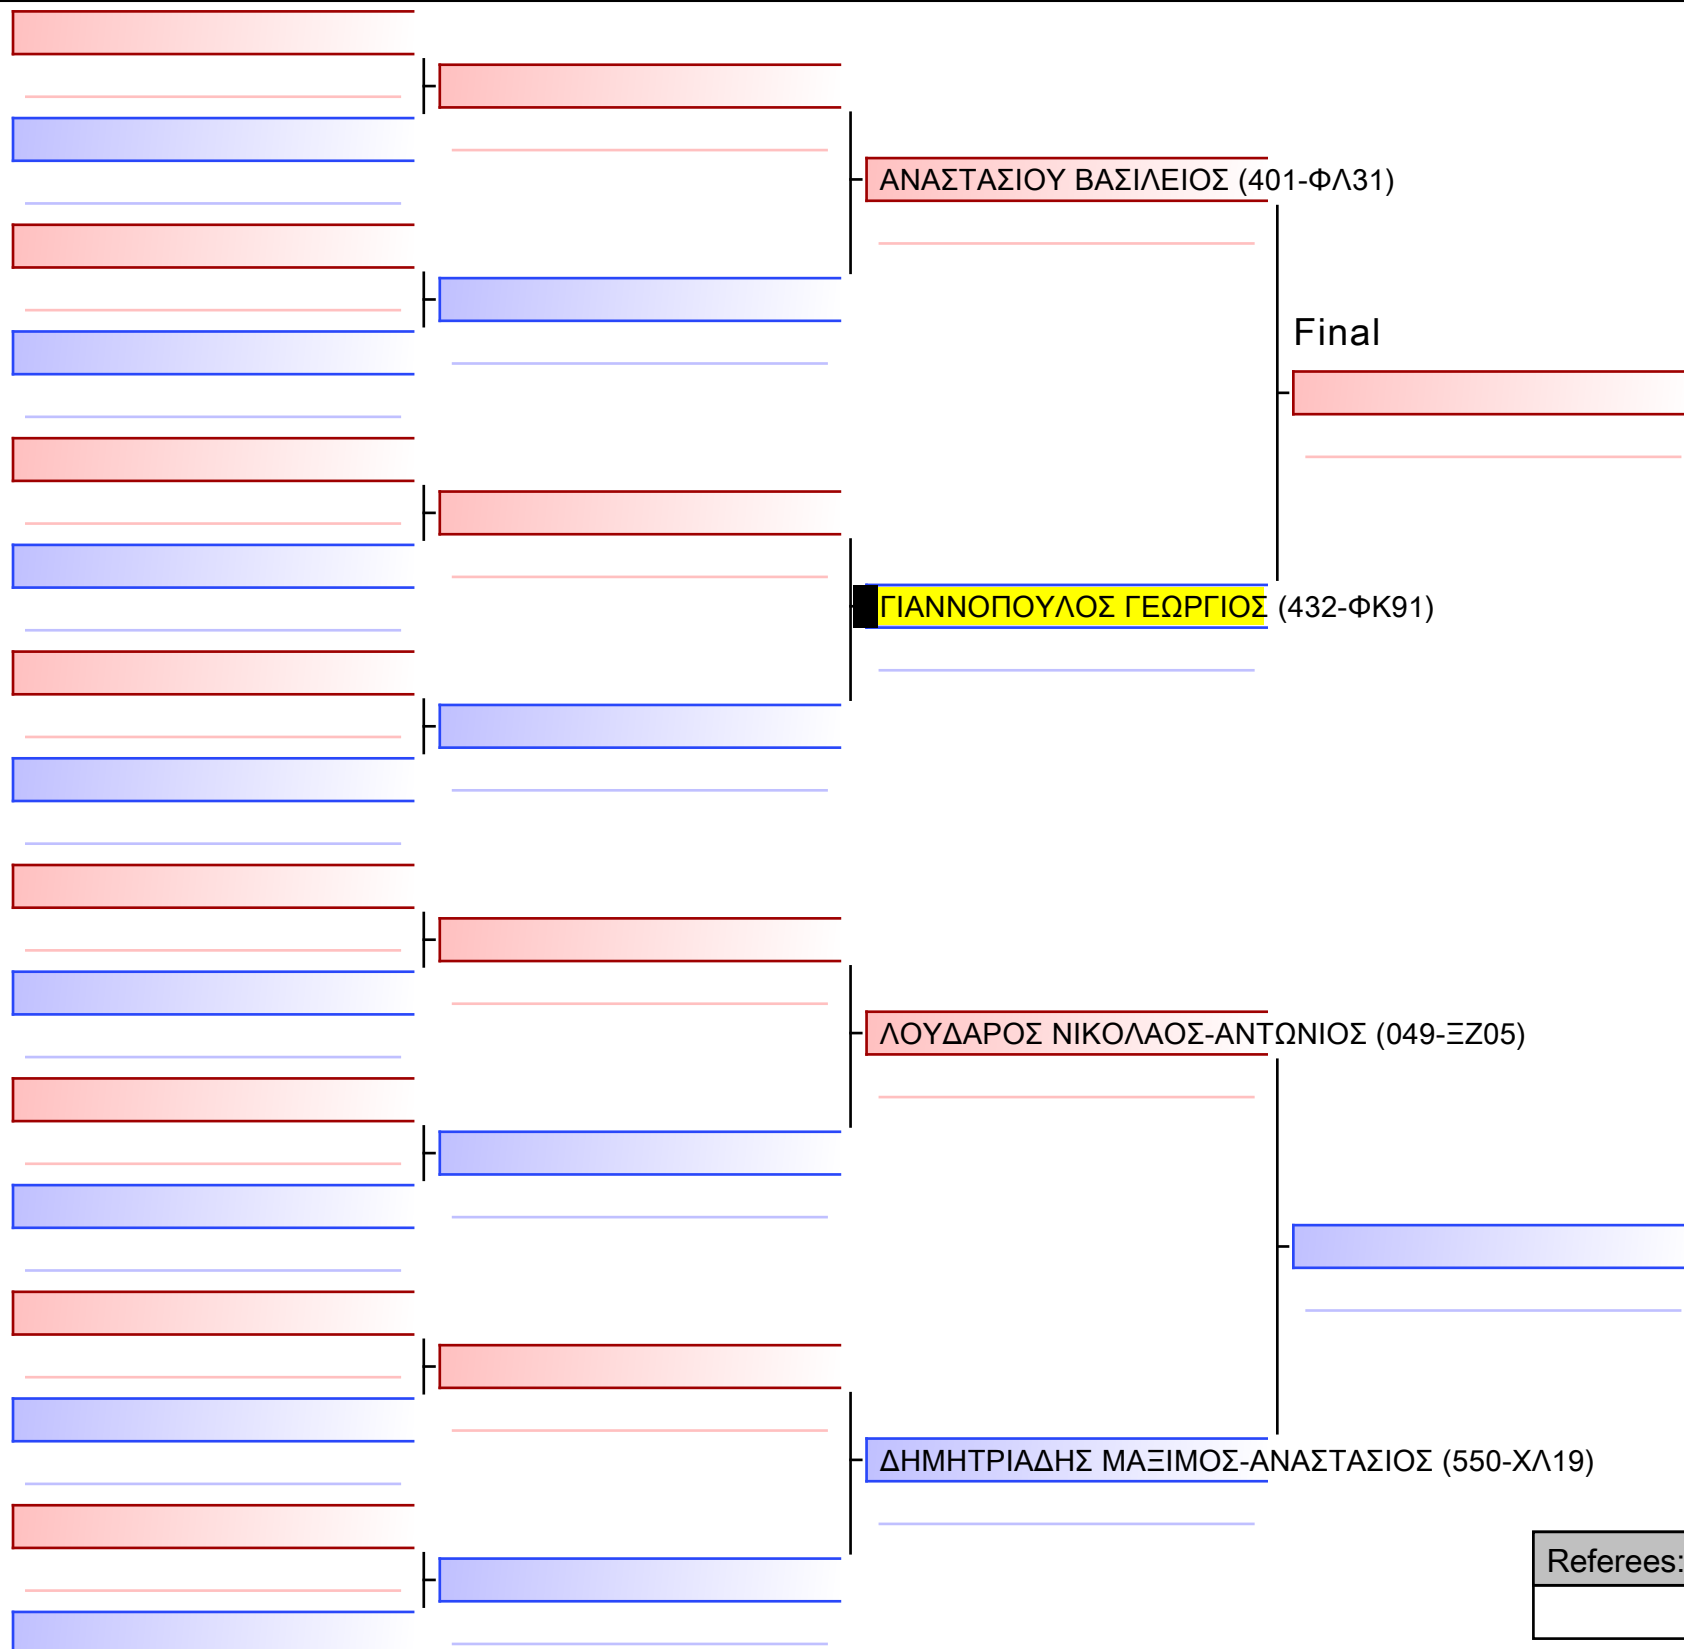 ΑΝΑΣΤΑΣΙΟΥ ΒΑΣΙΛΕΙΟΣ (401-ΦΛ31)
Final
ΓΙΑΝΝΟΠΟΥΛΟΣ ΓΕΩΡΓΙΟΣ (432-ΦΚ91)
ΛΟΥΔΑΡΟΣ ΝΙΚΟΛΑΟΣ-ΑΝΤΩΝΙΟΣ (049-ΞΖ05)
ΔΗΜΗΤΡΙΑΔΗΣ ΜΑΞΙΜΟΣ-ΑΝΑΣΤΑΣΙΟΣ (550-ΧΛ19)
Referees: